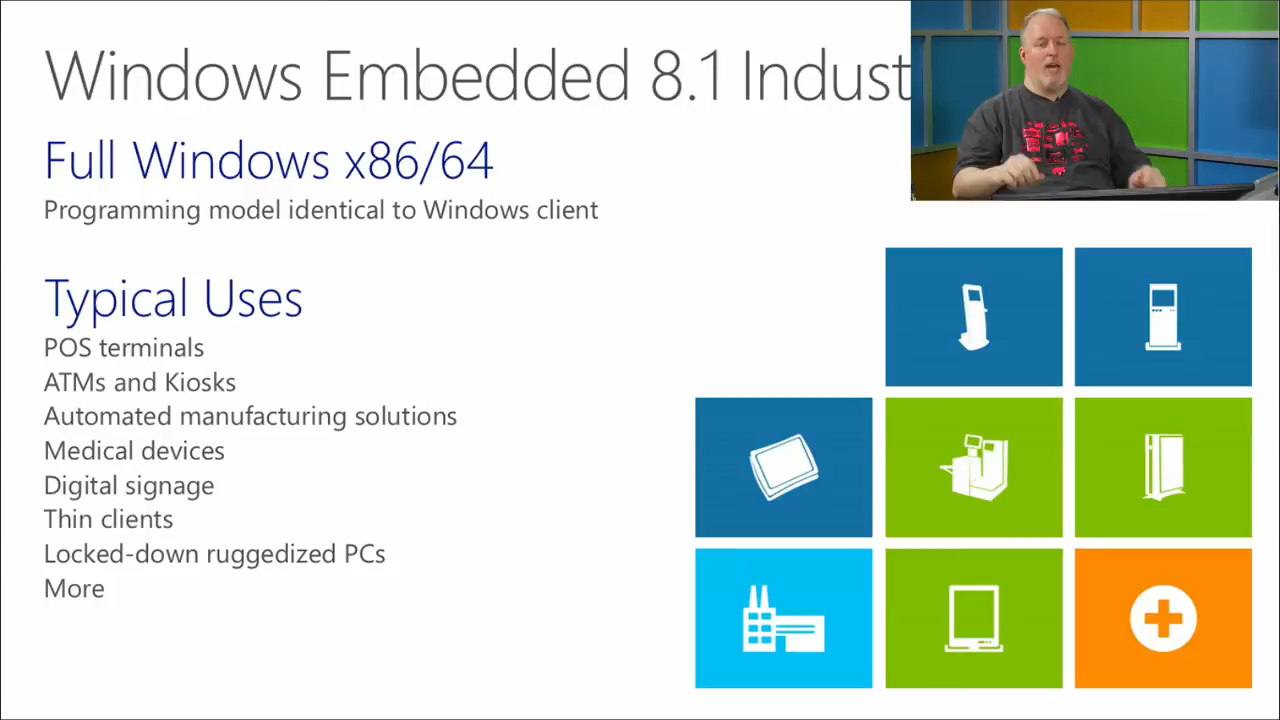 Windows Embedded 8.1 Indust
Full Windows x86/64
Programming model identical to Windows client
Typical Uses
POS terminals
ATMs and Kiosks
Automated manufacturing solutions
Medical devices
Digital signage
Thin clients
Locked-down ruggedized PCs
More